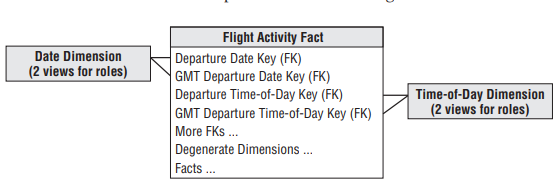 Flight Activity Fact
Date Dimension
(2 views for roles)
Departure Date Key (FK)
GMT Departure Date Key (FK)
Departure Time-of-Day Key (FK)
GMT Departure Time-of-Day Key (FK)
More FKs ...
Degenerate Dimensions ...
Facts ...
Time-of-Day Dimension
(2 views for roles)